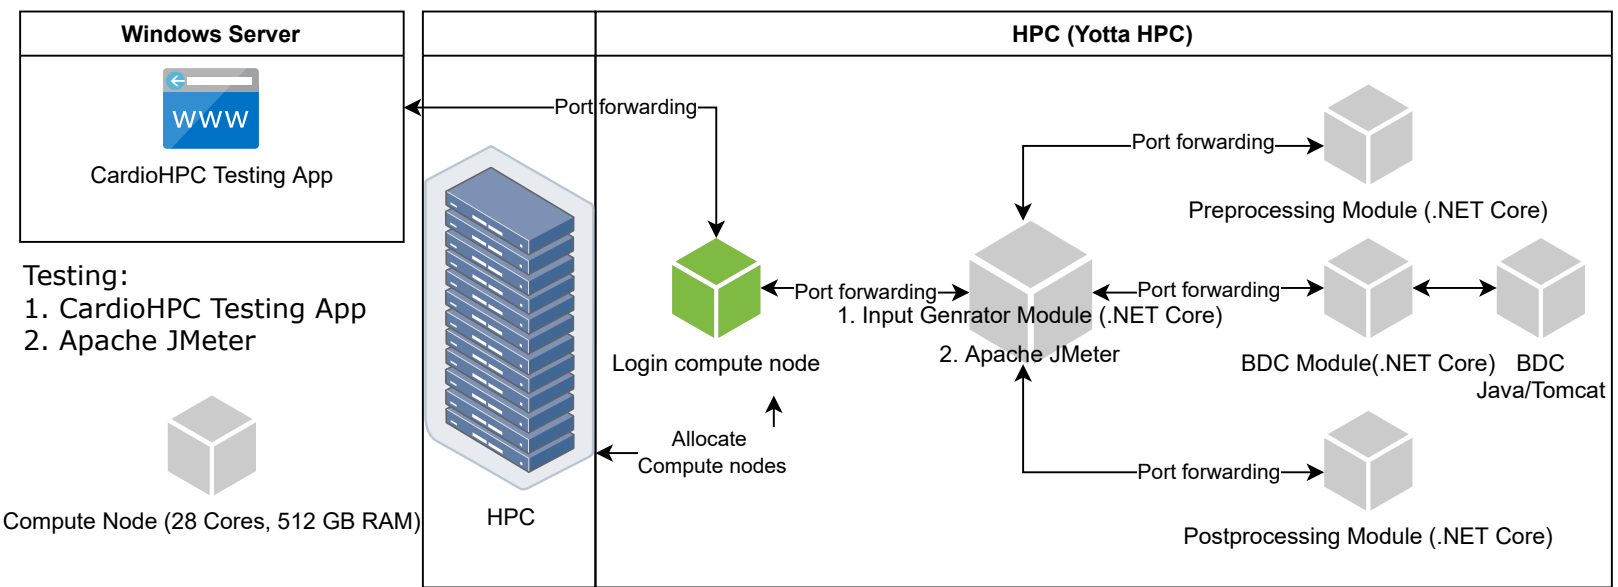 Windows Server
HPC (Yotta HPC)
WWW
CardioHPC Testing App
Port forwarding
Port forwarding
Preprocessing Module (.NET Core)
Testing:
1. CardioHPC Testing App
2. Apache JMeter
Port forwarding
Port forwarding
1. Input Genrator Module (.NET Core)
2. Apache JMeter
Login compute node
BDC Module(.NET Core)
BDC
Java/Tomcat
Allocate
Compute nodes
Port forwarding
Compute Node (28 Cores, 512 GB RAM)
HPC
Postprocessing Module (.NET Core)